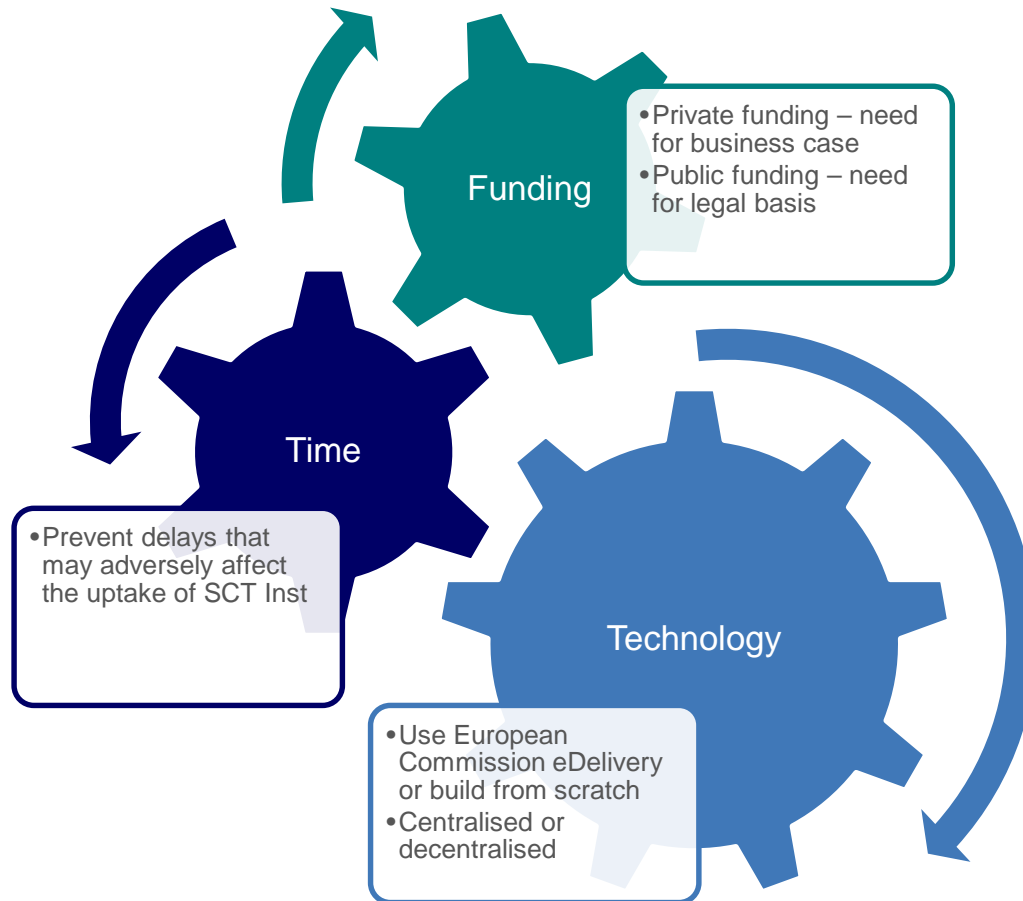 Funding
•Private funding – need
for business case
•Public funding – need
for legal basis
Time
•Prevent delays that
may adversely affect
the uptake of SCT Inst
Technology
•Use European
Commission eDelivery
or build from scratch
•Centralised or
decentralised